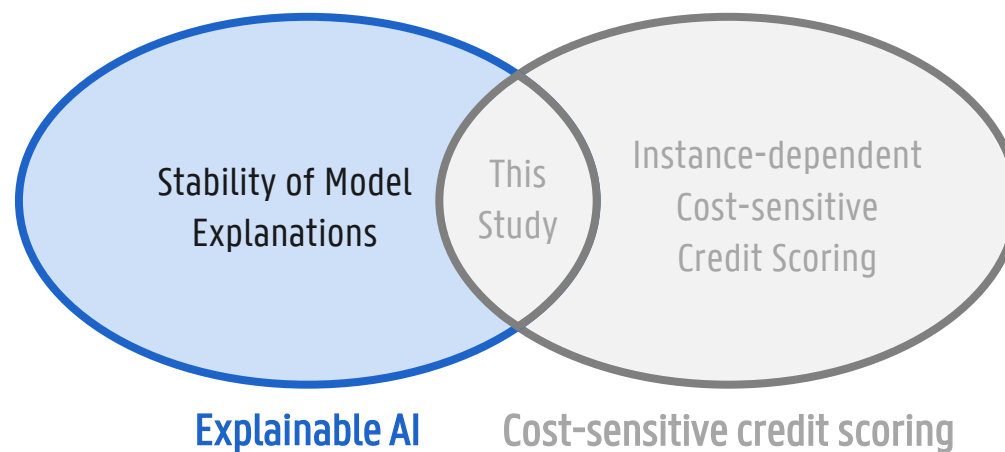 Stability of Model
Explanations
This
Study
Instance-dependent
Cost-sensitive
Credit Scoring
Explainable AI
Cost-sensitive credit scoring